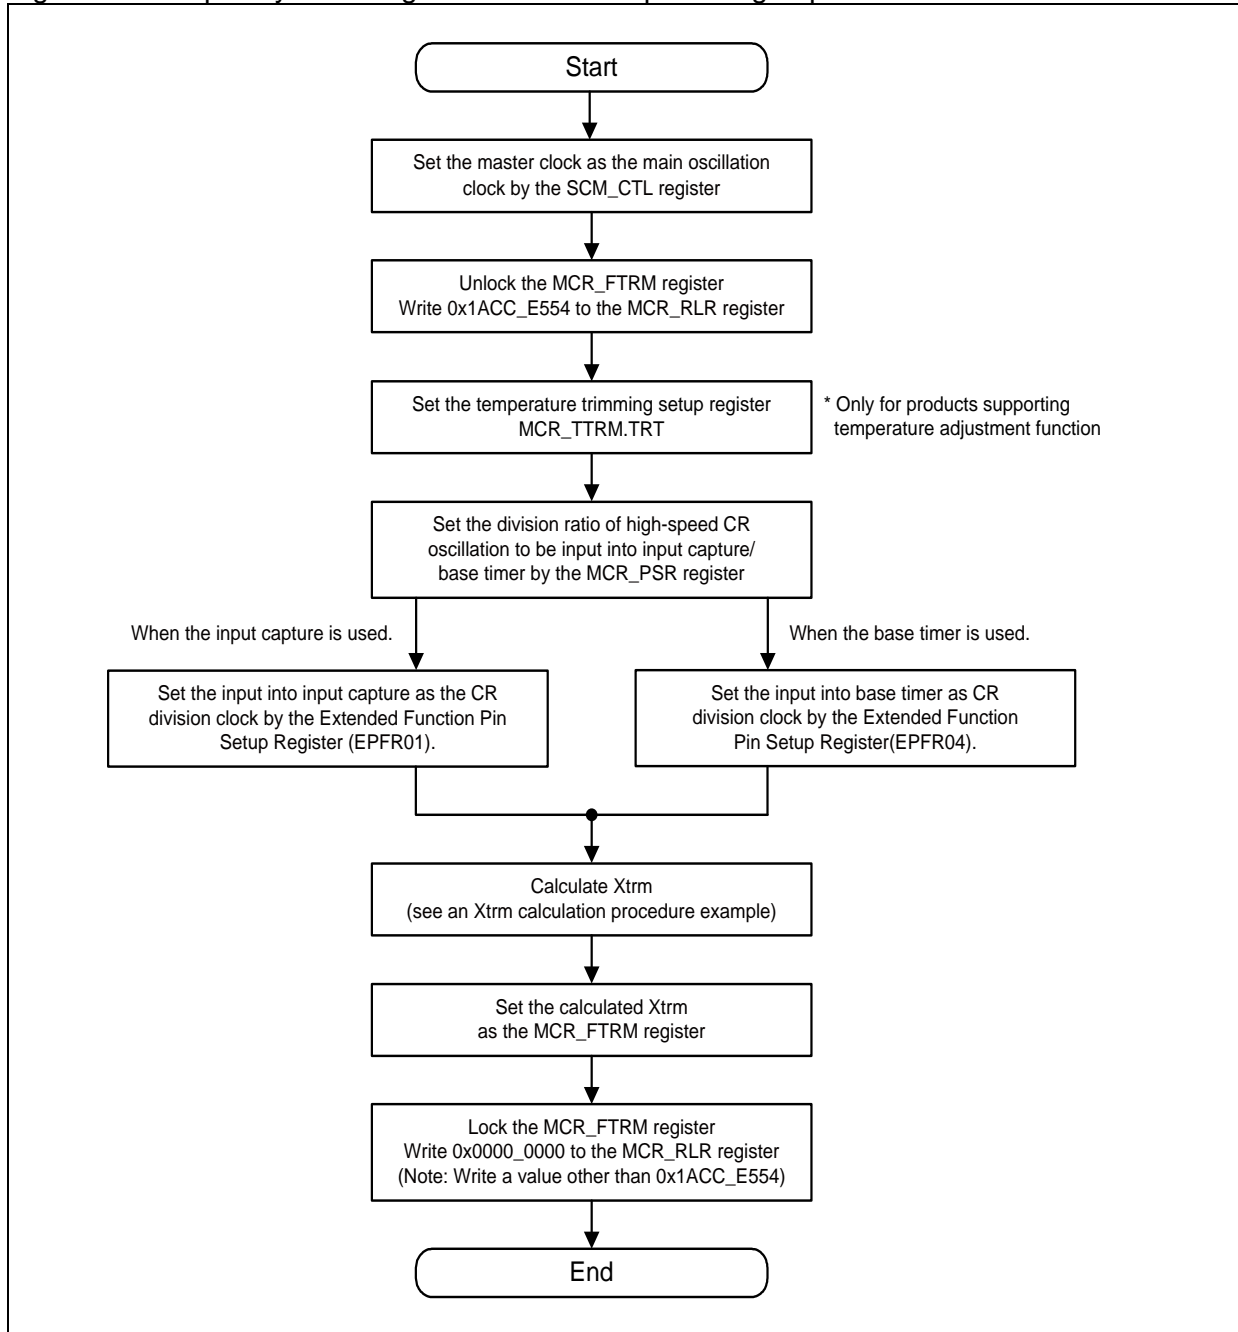 Start
Set the master clock as the main oscillation
clock by the SCM_CTL register
Unlock the MCR_FTRM register
Write 0x1ACC_E554 to the MCR_RLR register
Set the temperature trimming setup register
MCR_TTRM.TRT
* Only for products supporting
temperature adjustment function
Set the division ratio of high-speed CR
oscillation to be input into input capture/
base timer by the MCR_PSR register
When the input capture is used.
When the base timer is used.
Set the input into input capture as the CR
division clock by the Extended Function Pin
Setup Register (EPFR01).
Set the input into base timer as CR
division clock by the Extended Function
Pin Setup Register(EPFR04).
Calculate Xtrm
(see an Xtrm calculation procedure example)
Set the calculated Xtrm
as the MCR_FTRM register
Lock the MCR_FTRM register
Write 0x0000_0000 to the MCR_RLR register
(Note: Write a value other than 0x1ACC_E554)
End